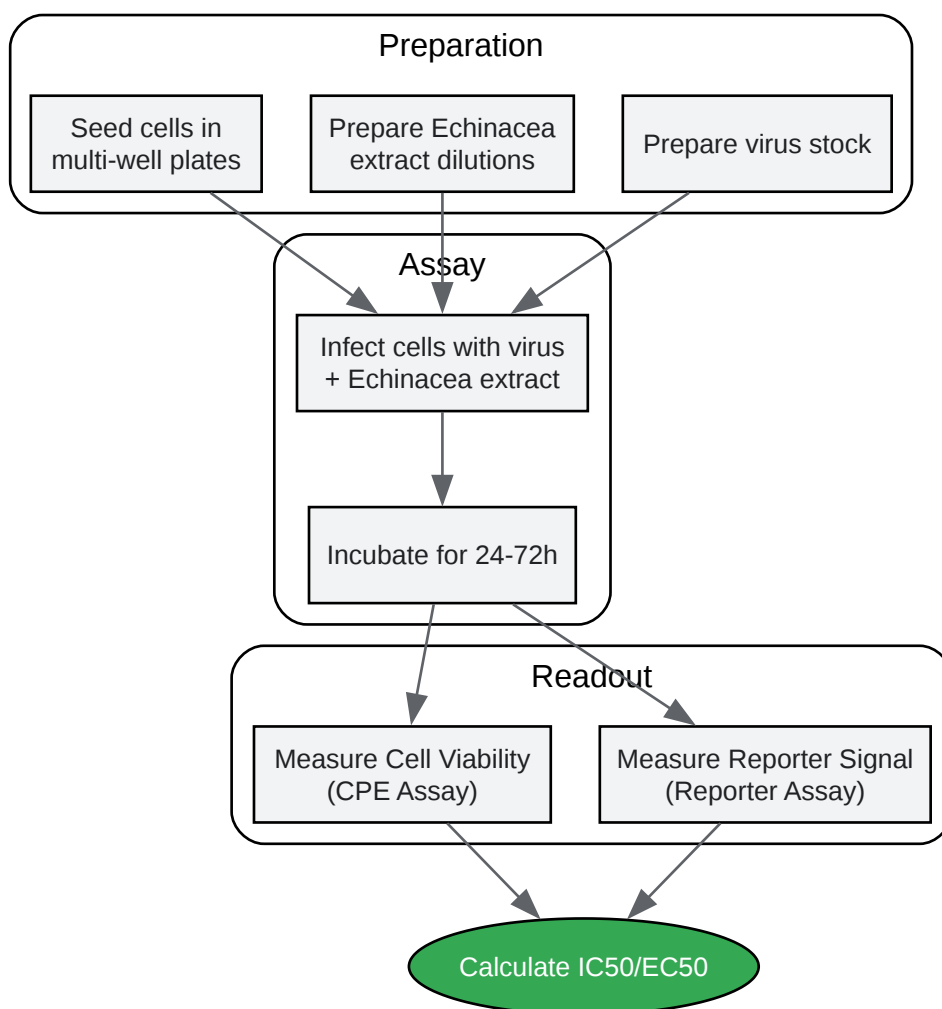 Preparation
Seed cells in
multi-well plates
Prepare Echinacea
extract dilutions
Prepare virus stock
Assay
Infect cells with virus
+ Echinacea extract
Incubate for 24-72h
Readout
Measure Cell Viability
(CPE Assay)
Measure Reporter Signal
(Reporter Assay)
Calculate IC50/EC50